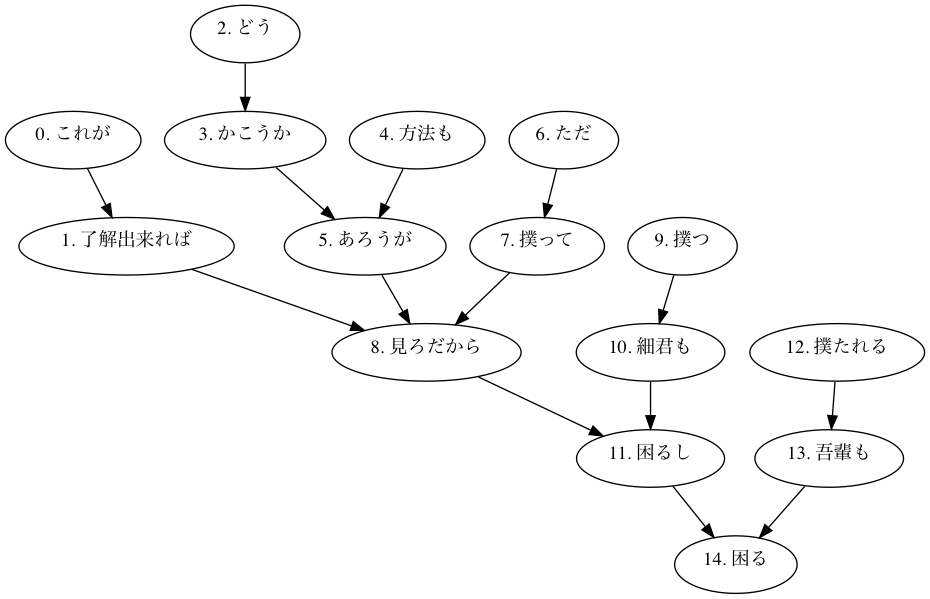 2. どう
0. これが
3. かこうか
4. 方法も
6. ただ
1. 了解出来れば
5. あろうが
7. 撲って
9. 撲つ
8. 見ろだから
10. 細君も
12. 撲たれる
11. 困るし
13. 吾輩も
14. 困る